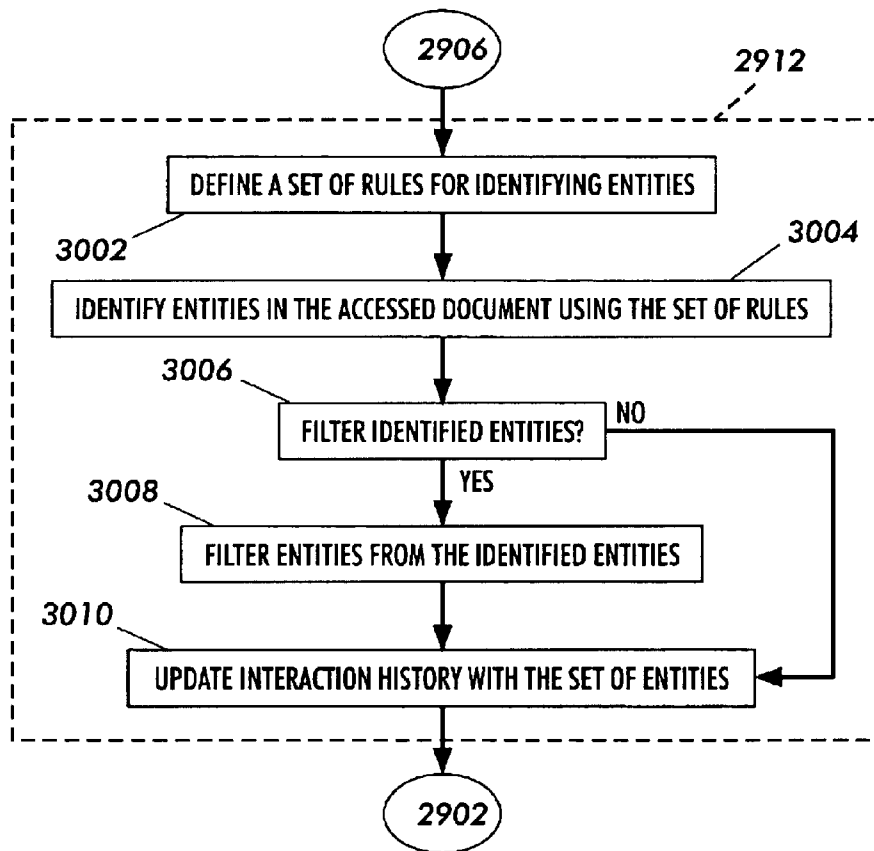 2906
2912
DEFINE A SET OF RULES FOR IDENTIFYING ENTITIES
3002
3004
IDENTIFY ENTITIES IN THE ACCESSED DOCUMENT USING THE SET OF RULES
3006
FILTER IDENTIFIED ENTITIES?
NO
YES
3008
FILTER ENTITIES FROM THE IDENTIFIED ENTITIES
3010
UPDATE INTERACTION HISTORY WITH THE SET OF ENTITIES
2902